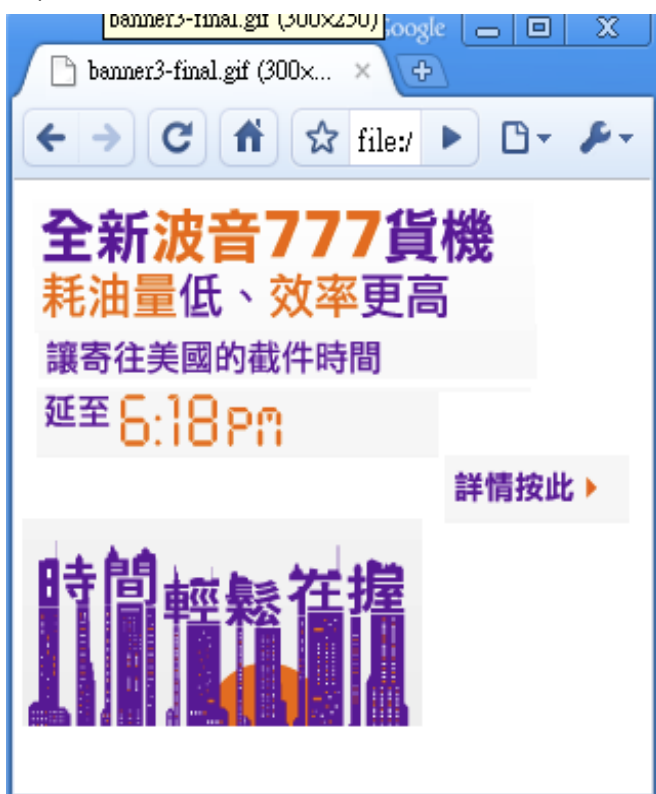 banner3-final.gif (300x250)
Google
banner3-final.gif (300x...
file:/
全新波音777貨機
耗油量低、效率更高
讓寄往美國的截件時間
延至 6:18pm
詳情按此
時間輕鬆在握